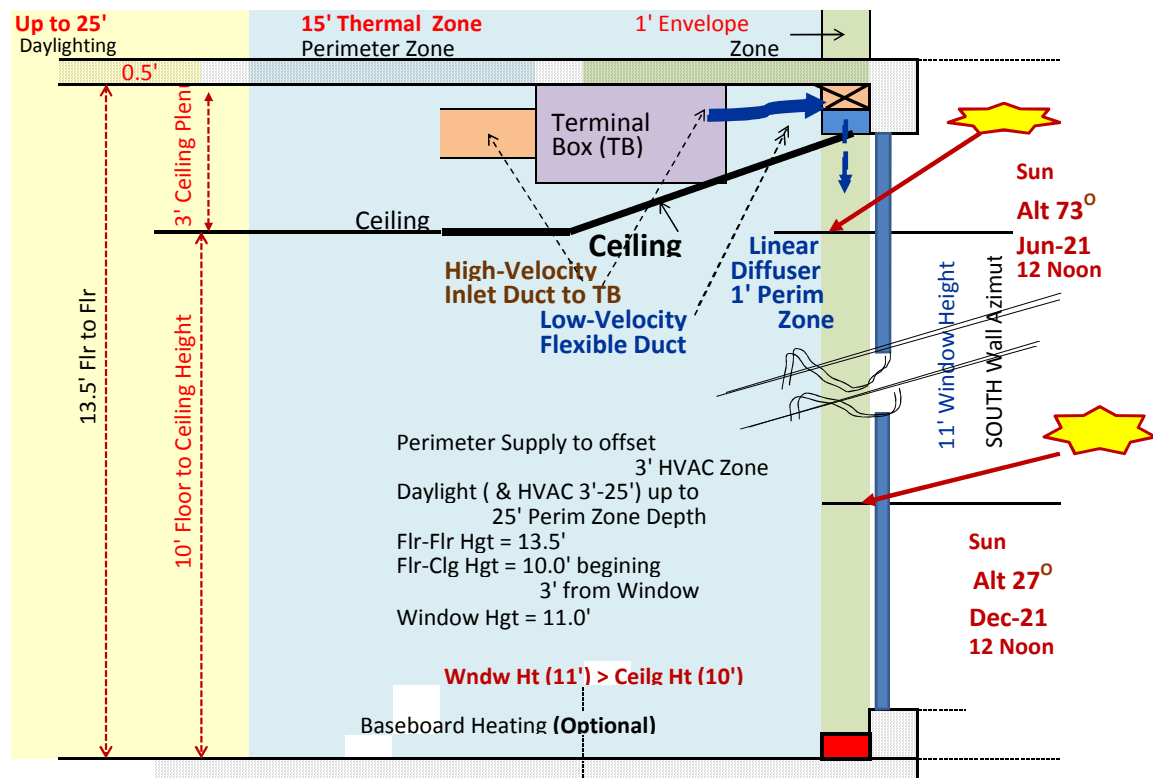 Up to 25'
Daylighting
15' Thermal Zone
Perimeter Zone
1' Envelope
Zone
0.5'
3' Ceiling Plen
Terminal
Box (TB)
Ceiling
Ceiling
High-Velocity
Inlet Duct to TB
Low-Velocity
Flexible Duct
Linear
Diffuser
1' Perim
Zone
Sun
Alt 73O
Jun-21
12 Noon
13.5' Flr to Flr
10' Floor to Ceiling Height
11' Window Height
SOUTH Wall Azimut
Perimeter Supply to offset
3' HVAC Zone
Daylight ( & HVAC 3'-25') up to
25' Perim Zone Depth
Flr-Flr Hgt = 13.5'
Flr-Clg Hgt = 10.0' begining
3' from Window
Window Hgt = 11.0'
Sun
Alt 27O
Dec-21
12 Noon
Wndw Ht (11') > Ceilg Ht (10')
Baseboard Heating (Optional)